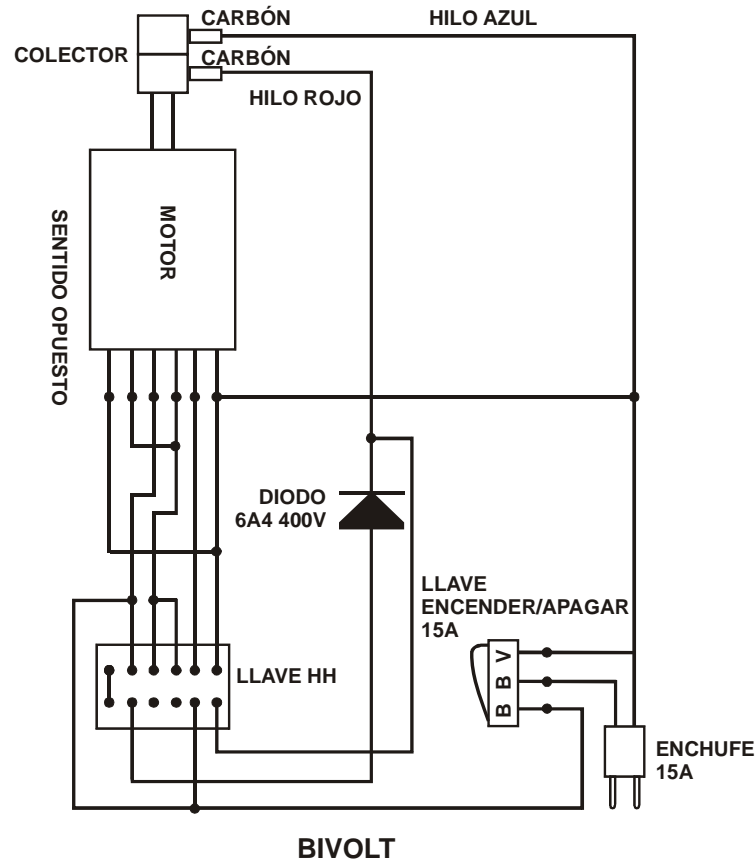 CARBÓN
HILO AZUL
COLECTOR
CARBÓN
HILO ROJO
MOTOR
SENTIDO OPUESTO
DIODO
6A4 400V
LLAVE
ENCENDER/APAGAR
15A
V
B
B
LLAVE HH
ENCHUFE
15A
BIVOLT